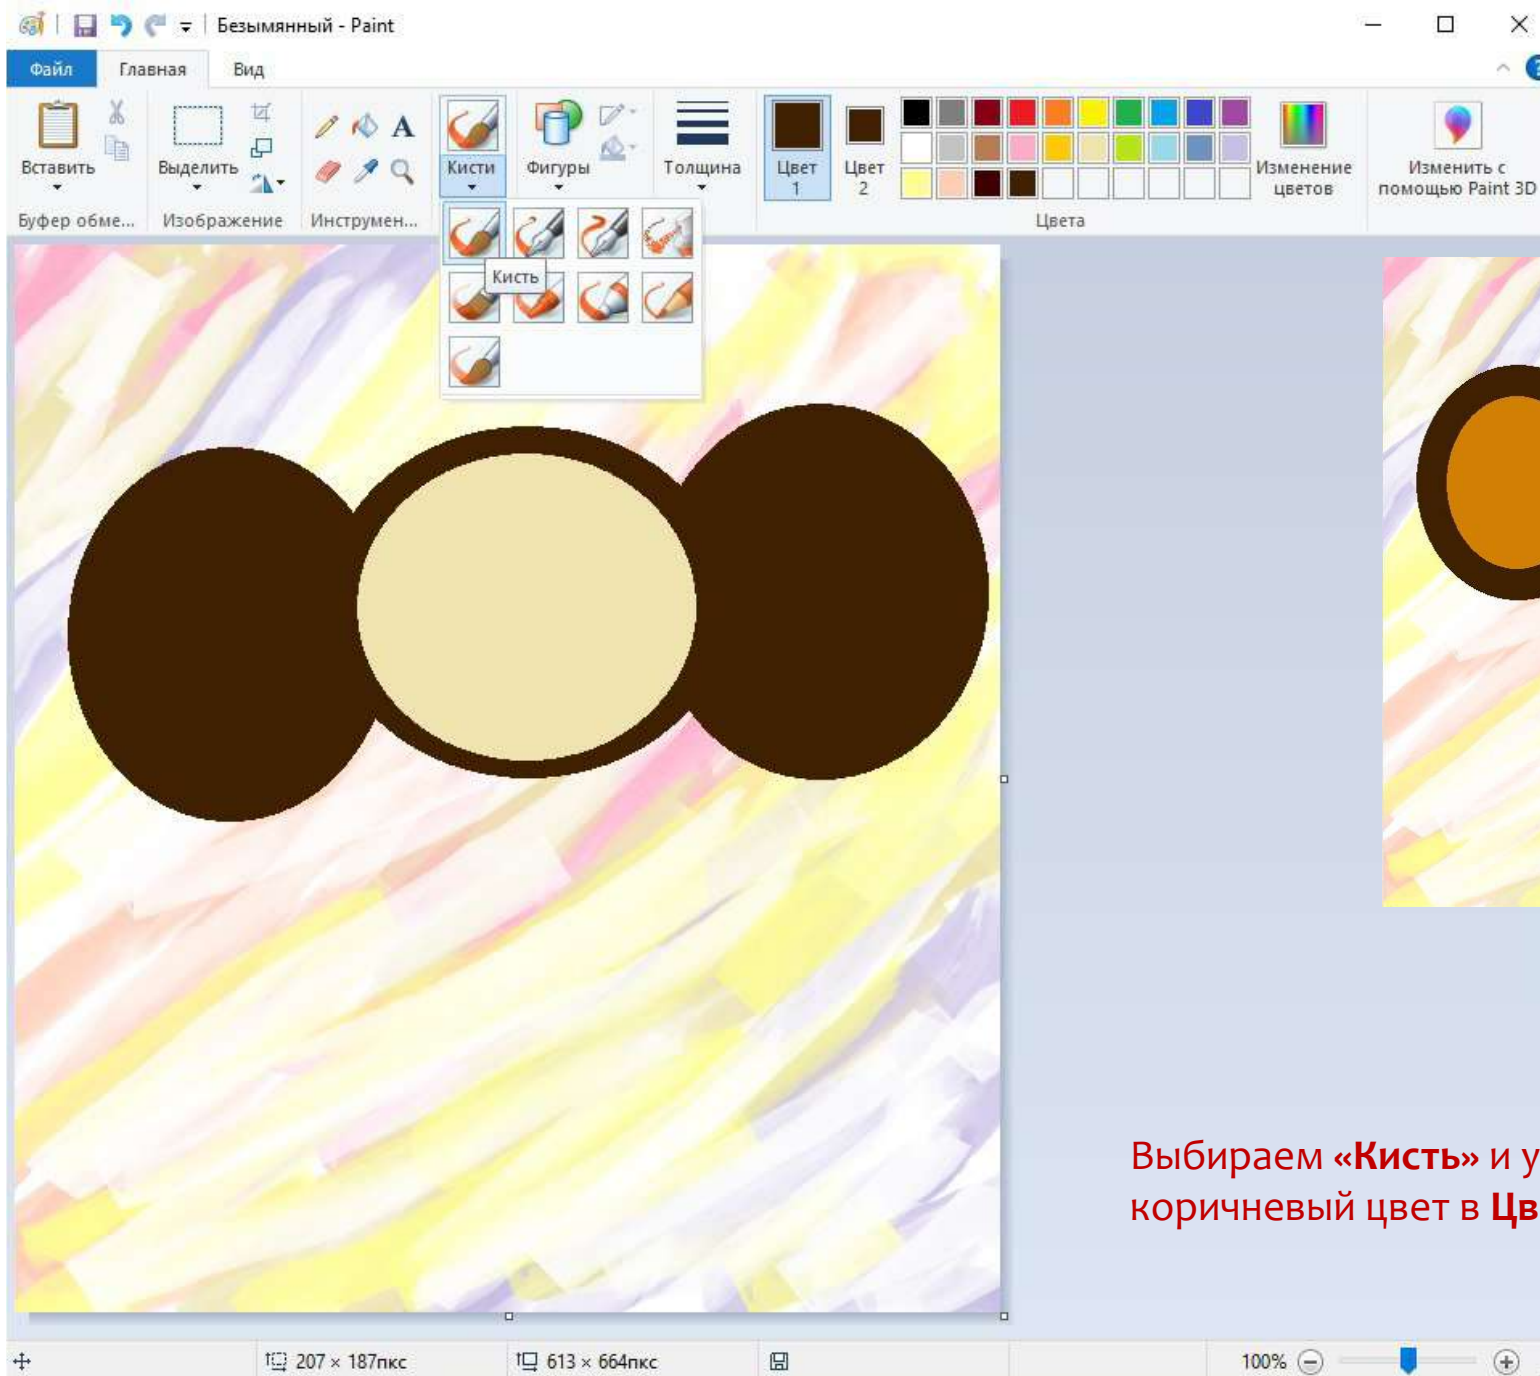 Безымянный - Paint
Файл Главная Вид
Вставить Выделить A Кисти Фигуры Толщина Цвет 1 Цвет 2 Изменение цветов Изменить с помощью Paint 3D
Буфер обме... Изображение Инструмен... Цвета
Кисть
Выбираем «Кисть» и у
коричневый цвет в Цв
207 × 187пкс 613 × 664пкс 100%